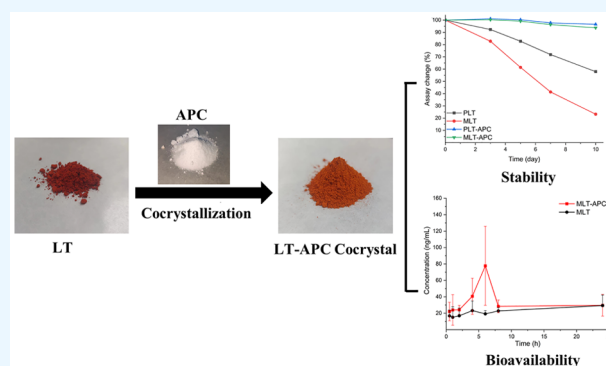 APC
Cocrystallization
LT
LT-APC Cocrystal
Assay change (%)
100
90
80
70
60
50
40
30
20
10
PLT
MLT
PLT-APC
MLT-APC
0 2 4 6 8 10
Time (day)
Stability
Concentration (ng/mL)
160
140
120
100
80
60
40
20
MLT-APC
MLT
0 5 10 15 20
Time (h)
Bioavailability